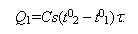 Q₁=Cs(t⁰₂ – t⁰₁) τ.